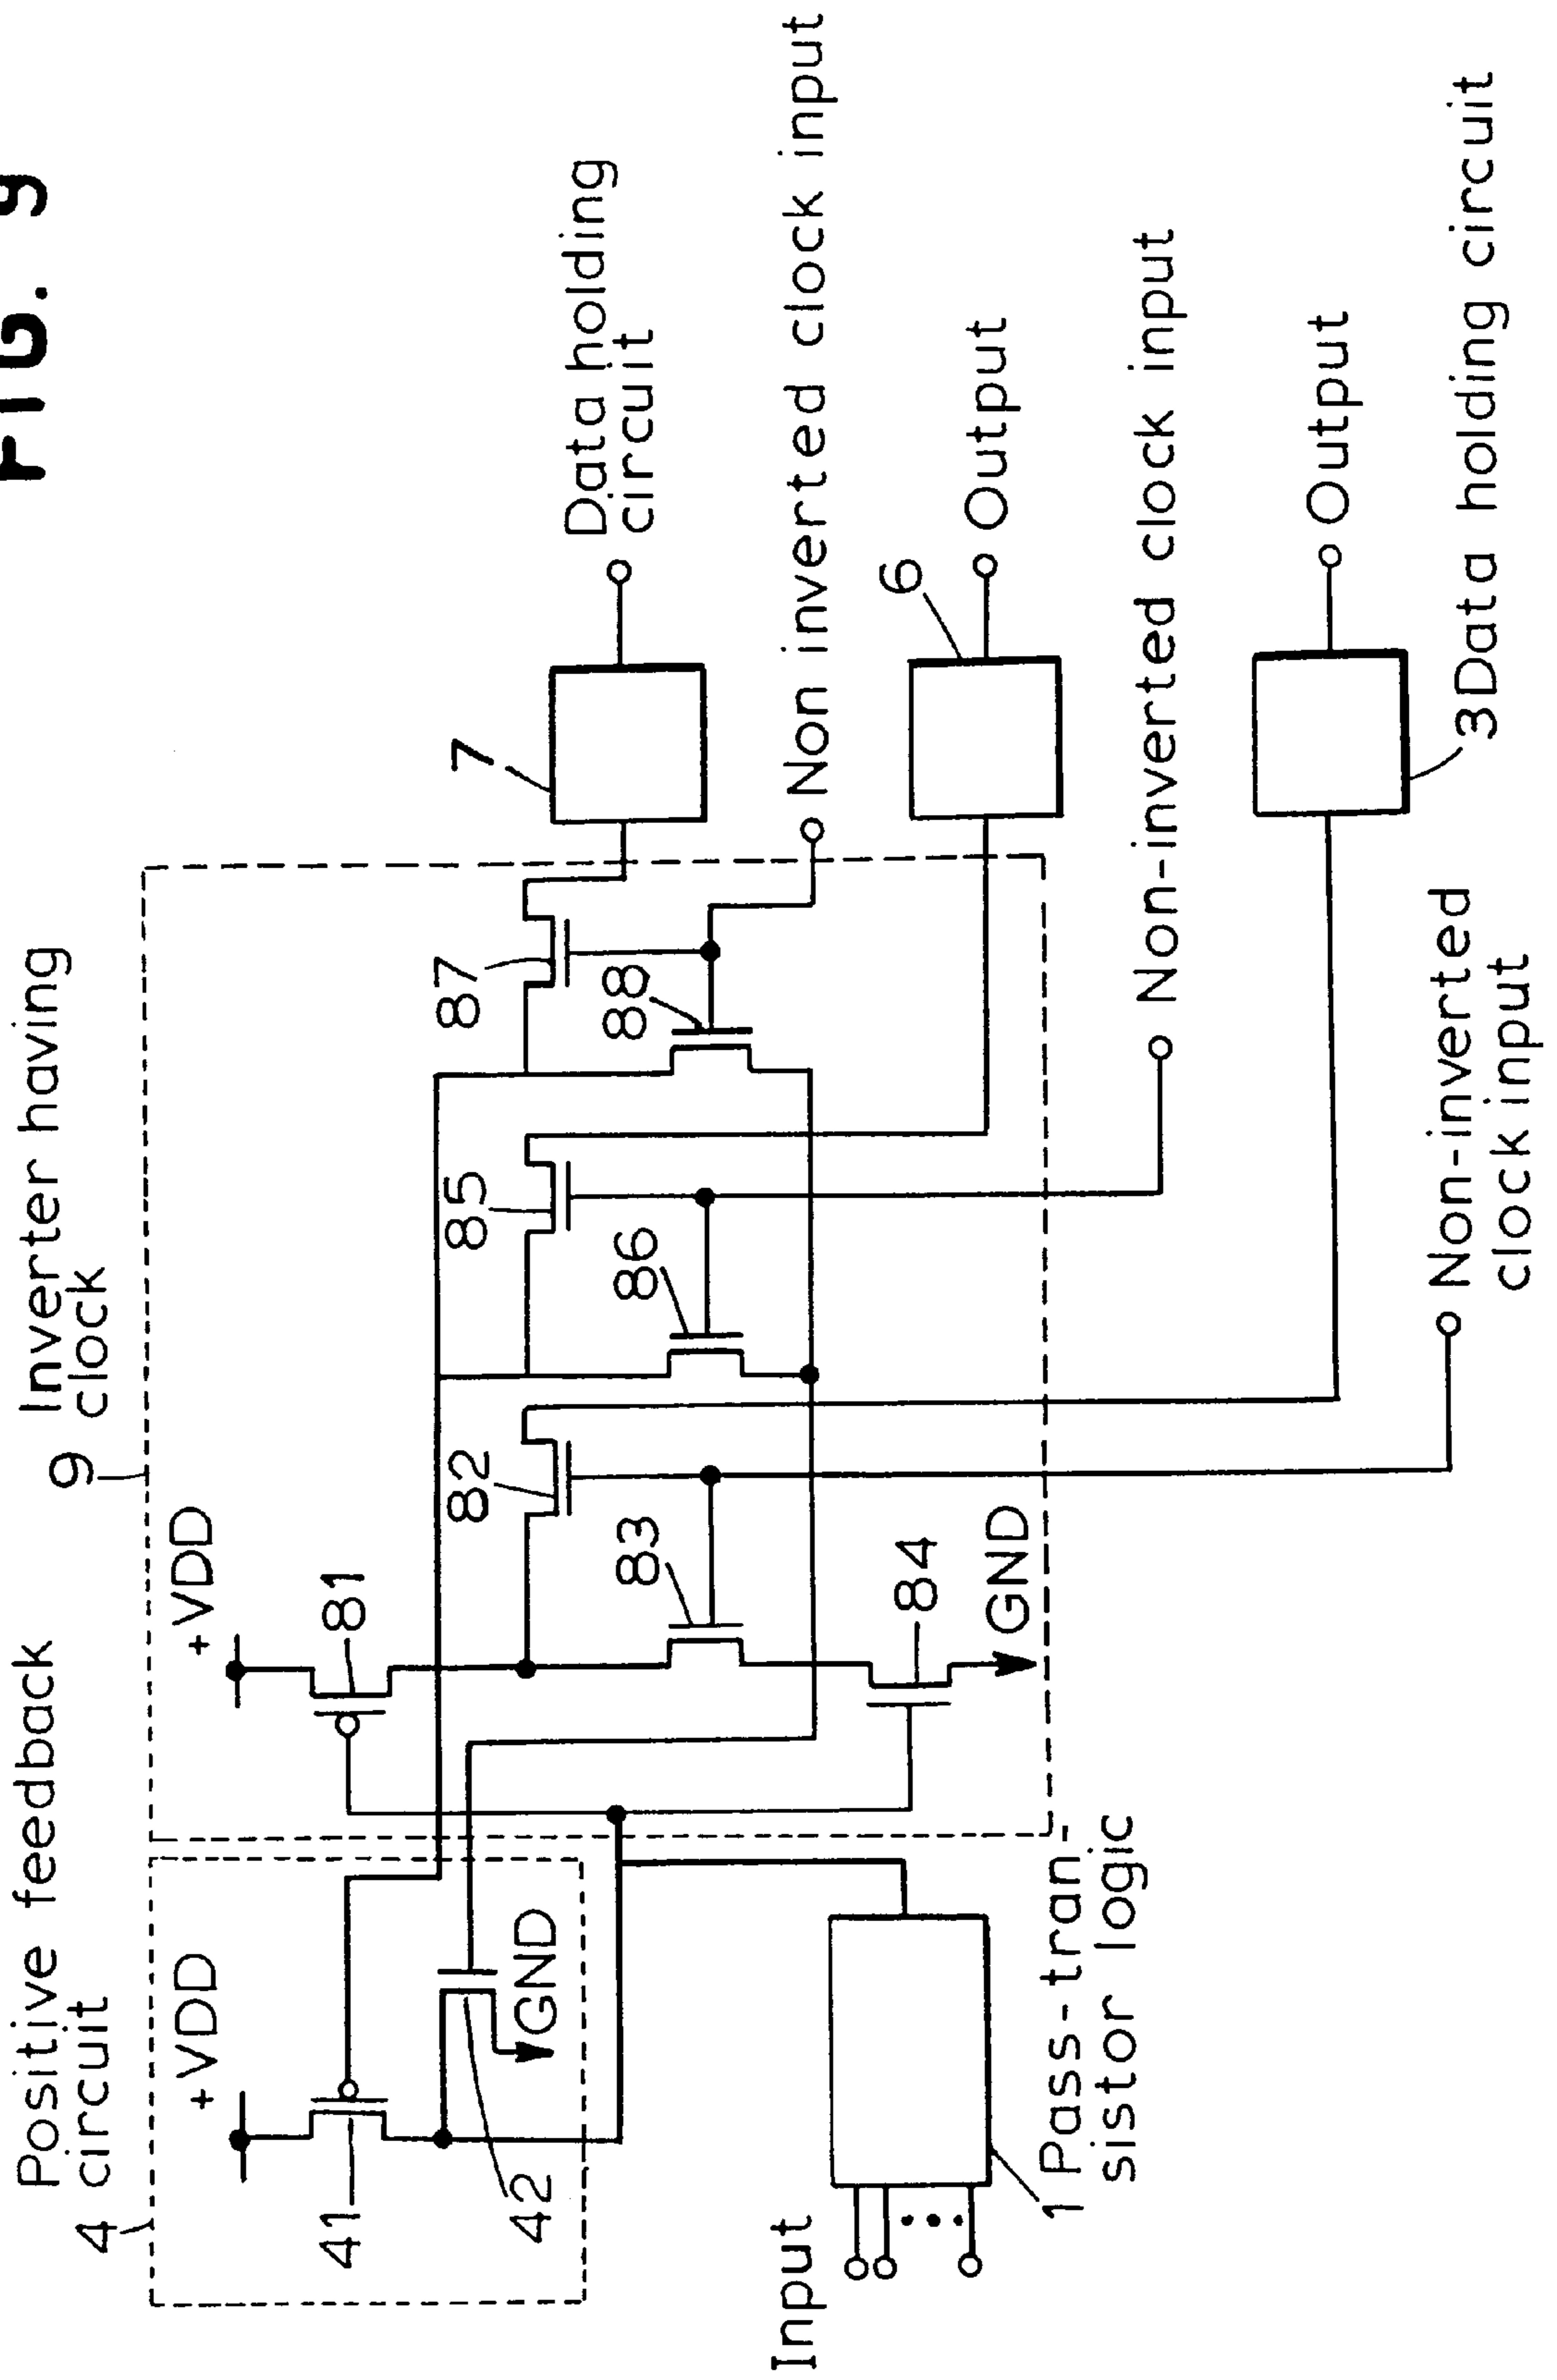 FIG. 9
Positive feedback
4 circuit
9 Inverter having
clock
+VDD
+VDD
41
42
GND
81
82
83
84
GND
85
86
87
88
7
Data holding
circuit
Non inverted clock input
6
Output
Non-inverted clock input
Output
3 Data holding circuit
Non-inverted
clock input
Input
1 Pass-tran-
sistor logic